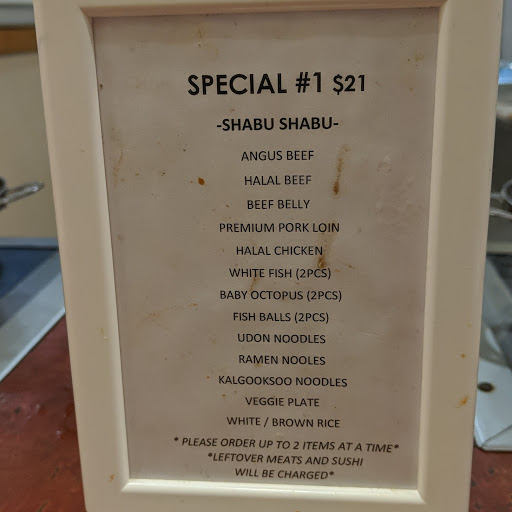 SPECIAL #1 $21
-SHABU SHABU-
ANGUS BEEF
HALAL BEEF
BEEF BELLY
PREMIUM PORK LOIN
HALAL CHICKEN
WHITE FISH (2PCS)
BABY OCTOPUS (2PCS)
FISH BALLS (2PCS)
UDON NOODLES
RAMEN NOOLES
KALGOOKSOO NOODLES
VEGGIE PLATE
WHITE / BROWN RICE
* PLEASE ORDER UP TO 2 ITEMS AT A TIME*
*LEFTOVER MEATS AND SUSHI
WILL BE CHARGED*